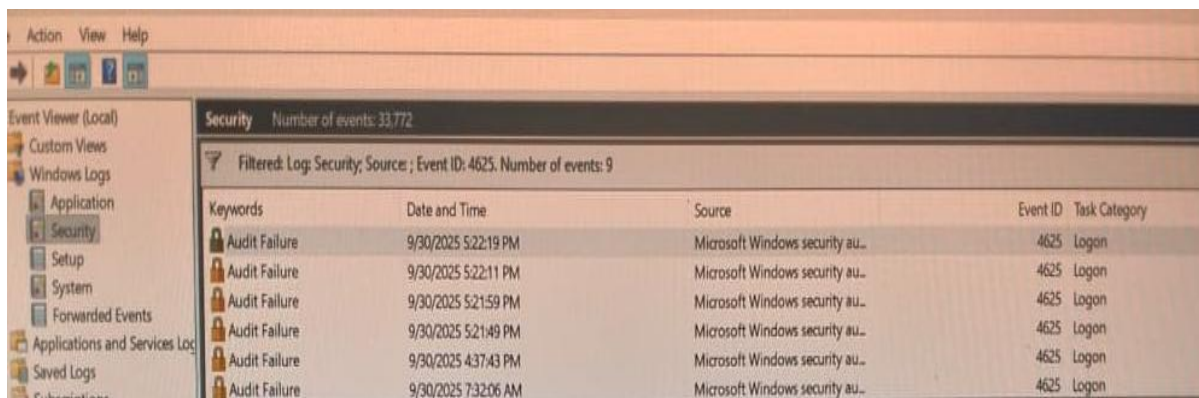 Action View Help
Event Viewer (Local)
Custom Views
Windows Logs
Application
Security
Setup
System
Forwarded Events
Applications and Services Log
Saved Logs
Subscriptions
Security Number of events: 33,772
Filtered: Log: Security; Source: ; Event ID: 4625. Number of events: 9
Keywords Date and Time Source Event ID Task Category
Audit Failure 9/30/2025 5:22:19 PM Microsoft Windows security au... 4625 Logon
Audit Failure 9/30/2025 5:22:11 PM Microsoft Windows security au... 4625 Logon
Audit Failure 9/30/2025 5:21:59 PM Microsoft Windows security au... 4625 Logon
Audit Failure 9/30/2025 5:21:49 PM Microsoft Windows security au... 4625 Logon
Audit Failure 9/30/2025 4:37:43 PM Microsoft Windows security au... 4625 Logon
Audit Failure 9/30/2025 7:32:06 AM Microsoft Windows security au... 4625 Logon